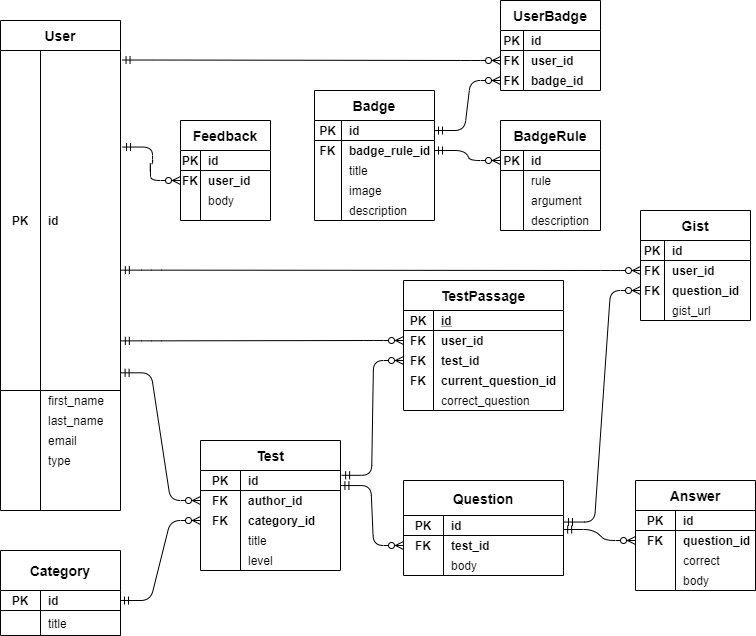 User
PK id
first_name
last_name
email
type
Feedback
PK id
FK user_id
body
UserBadge
PK id
FK user_id
FK badge_id
Badge
PK id
FK badge_rule_id
title
image
description
BadgeRule
PK id
rule
argument
description
Gist
PK id
FK user_id
FK question_id
gist_url
TestPassage
PK id
FK user_id
FK test_id
FK current_question_id
correct_question
Test
PK id
FK author_id
FK category_id
title
level
Question
PK id
FK test_id
body
Answer
PK id
FK question_id
correct
body
Category
PK id
title